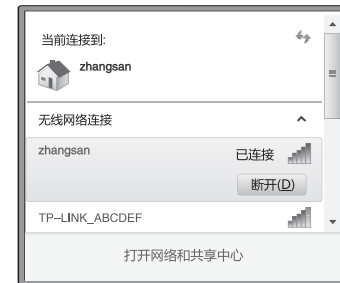 当前连接到:
zhangsan
无线网络连接
zhangsan
已连接
断开(D)
TP–LINK_ABCDEF
打开网络和共享中心